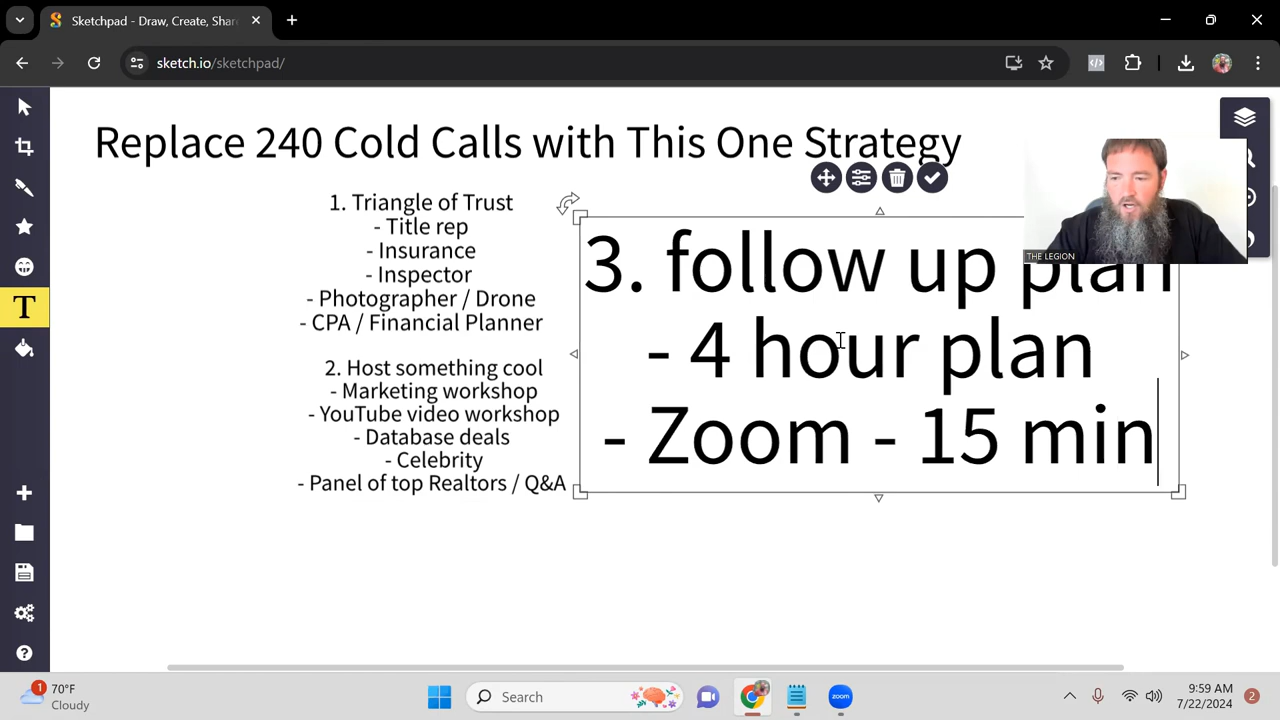 Sketchpad - Draw, Create, Shar
sketch.io/sketchpad/
Replace 240 Cold Calls with This One Strategy
1. Triangle of Trust
- Title rep
- Insurance
- Inspector
- Photographer / Drone
- CPA / Financial Planner
2. Host something cool
- Marketing workshop
- YouTube video workshop
- Database deals
- Celebrity
- Panel of top Realtors / Q&A
3. follow up plan
- 4 hour plan
- Zoom - 15 min
THE LEGION
T
1
70°F
Cloudy
Search
zoom
9:59 AM
7/22/2024
2